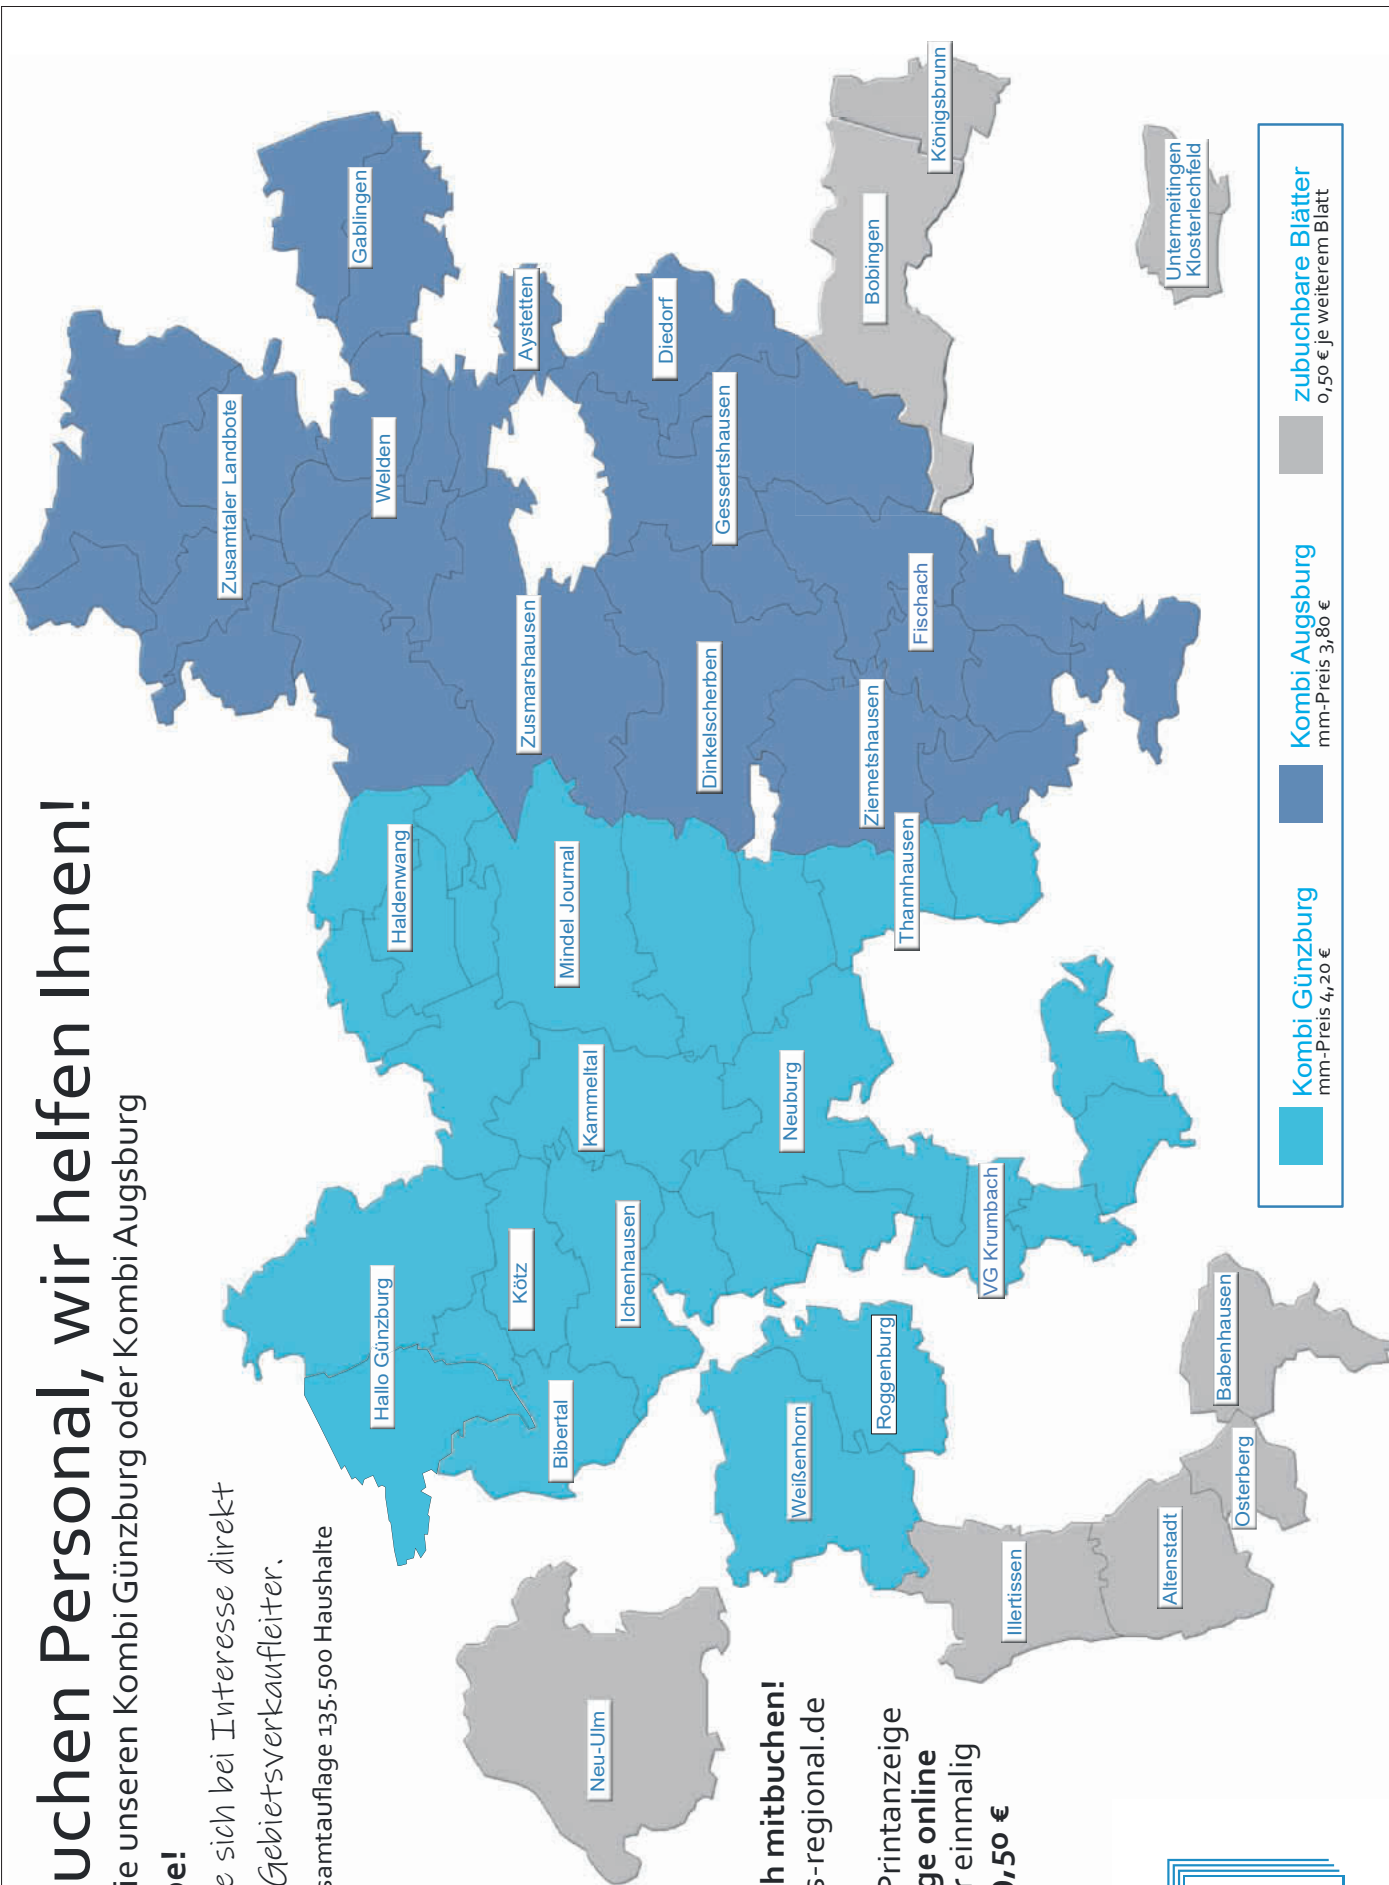 uchen Personal, wir helfen Ihnen!
ie unseren Kombi Günzburg oder Kombi Augsburg
be!
e sich bei Interesse direkt
Gebietsverkaufleiter.
samtauflage 135.500 Haushalte
h mitbuchen!
s-regional.de
Printanzeige
ge online
r einmalig
0,50 €
Zusamtaler Landbote
Gablingen
Welden
Aystetten
Diedorf
Gessertshausen
Zusmarshausen
Dinkelscherben
Ziemetshausen
Fischach
Bobingen
Königsbrunn
Untermeitingen
Klosterlechfeld
Haldenwang
Mindel Journal
Thannhausen
Kammeltal
Neuburg
Hallo Günzburg
Kötz
Ichenhausen
Bibertal
VG Krumbach
Weißenhorn
Roggenburg
Neu-Ulm
Illertissen
Altenstadt
Osterberg
Babenhausen
Kombi Günzburg
mm-Preis 4,20 €
Kombi Augsburg
mm-Preis 3,80 €
zubuchbare Blätter
0,50 € je weiterem Blatt